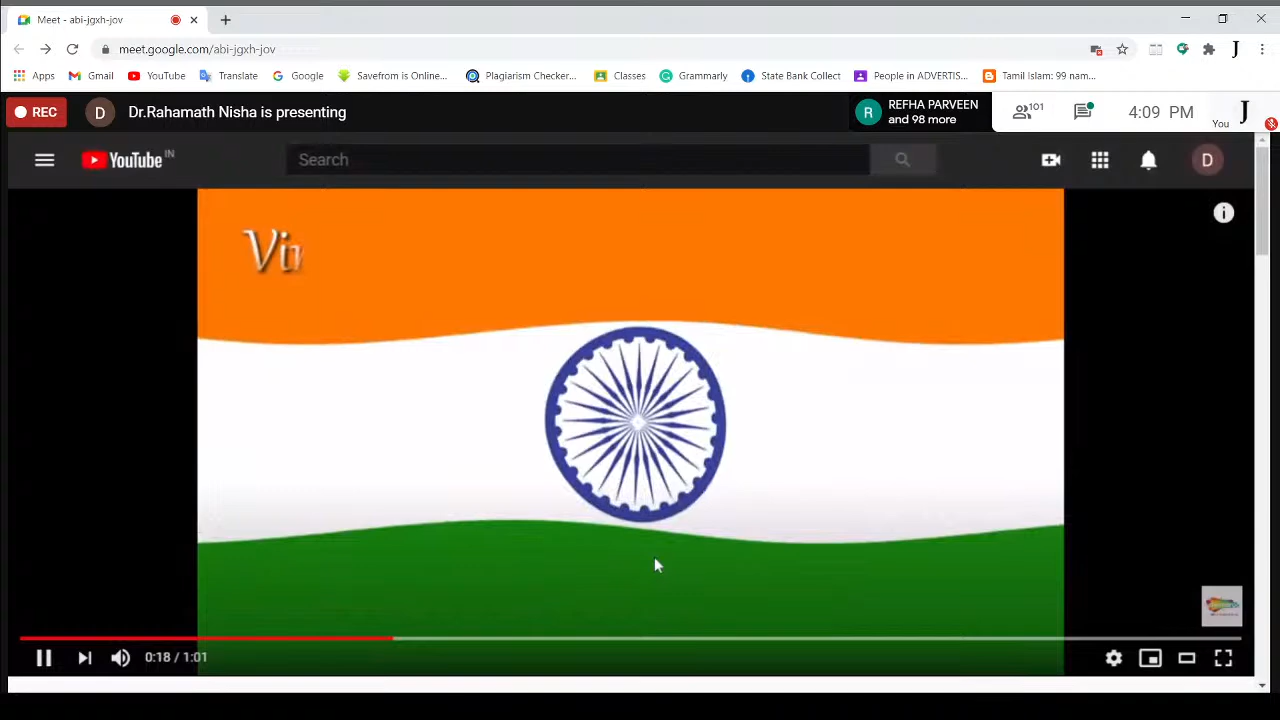 Meet - abi-jgxh-jov
meet.google.com/abi-jgxh-jov
Apps Gmail YouTube Translate Google Savefrom is Online... Plagiarism Checker... Classes Grammarly State Bank Collect People in ADVERTIS... Tamil Islam: 99 nam...
REC D Dr.Rahamath Nisha is presenting
R REFHA PARVEEN
and 98 more
101
4:09 PM
You
J
YouTube IN
Search
D
Vin
0:18 / 1:01